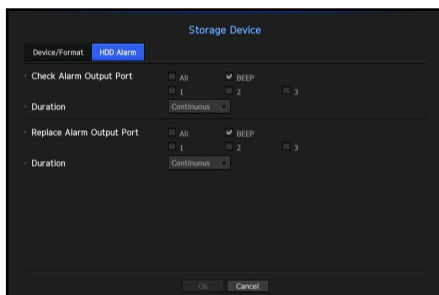 Storage Device
Device/Format HDD Alarm
Check Alarm Output Port All BEEP
1 2 3
Duration Continuous
Replace Alarm Output Port All BEEP
1 2 3
Duration Continuous
OK Cancel